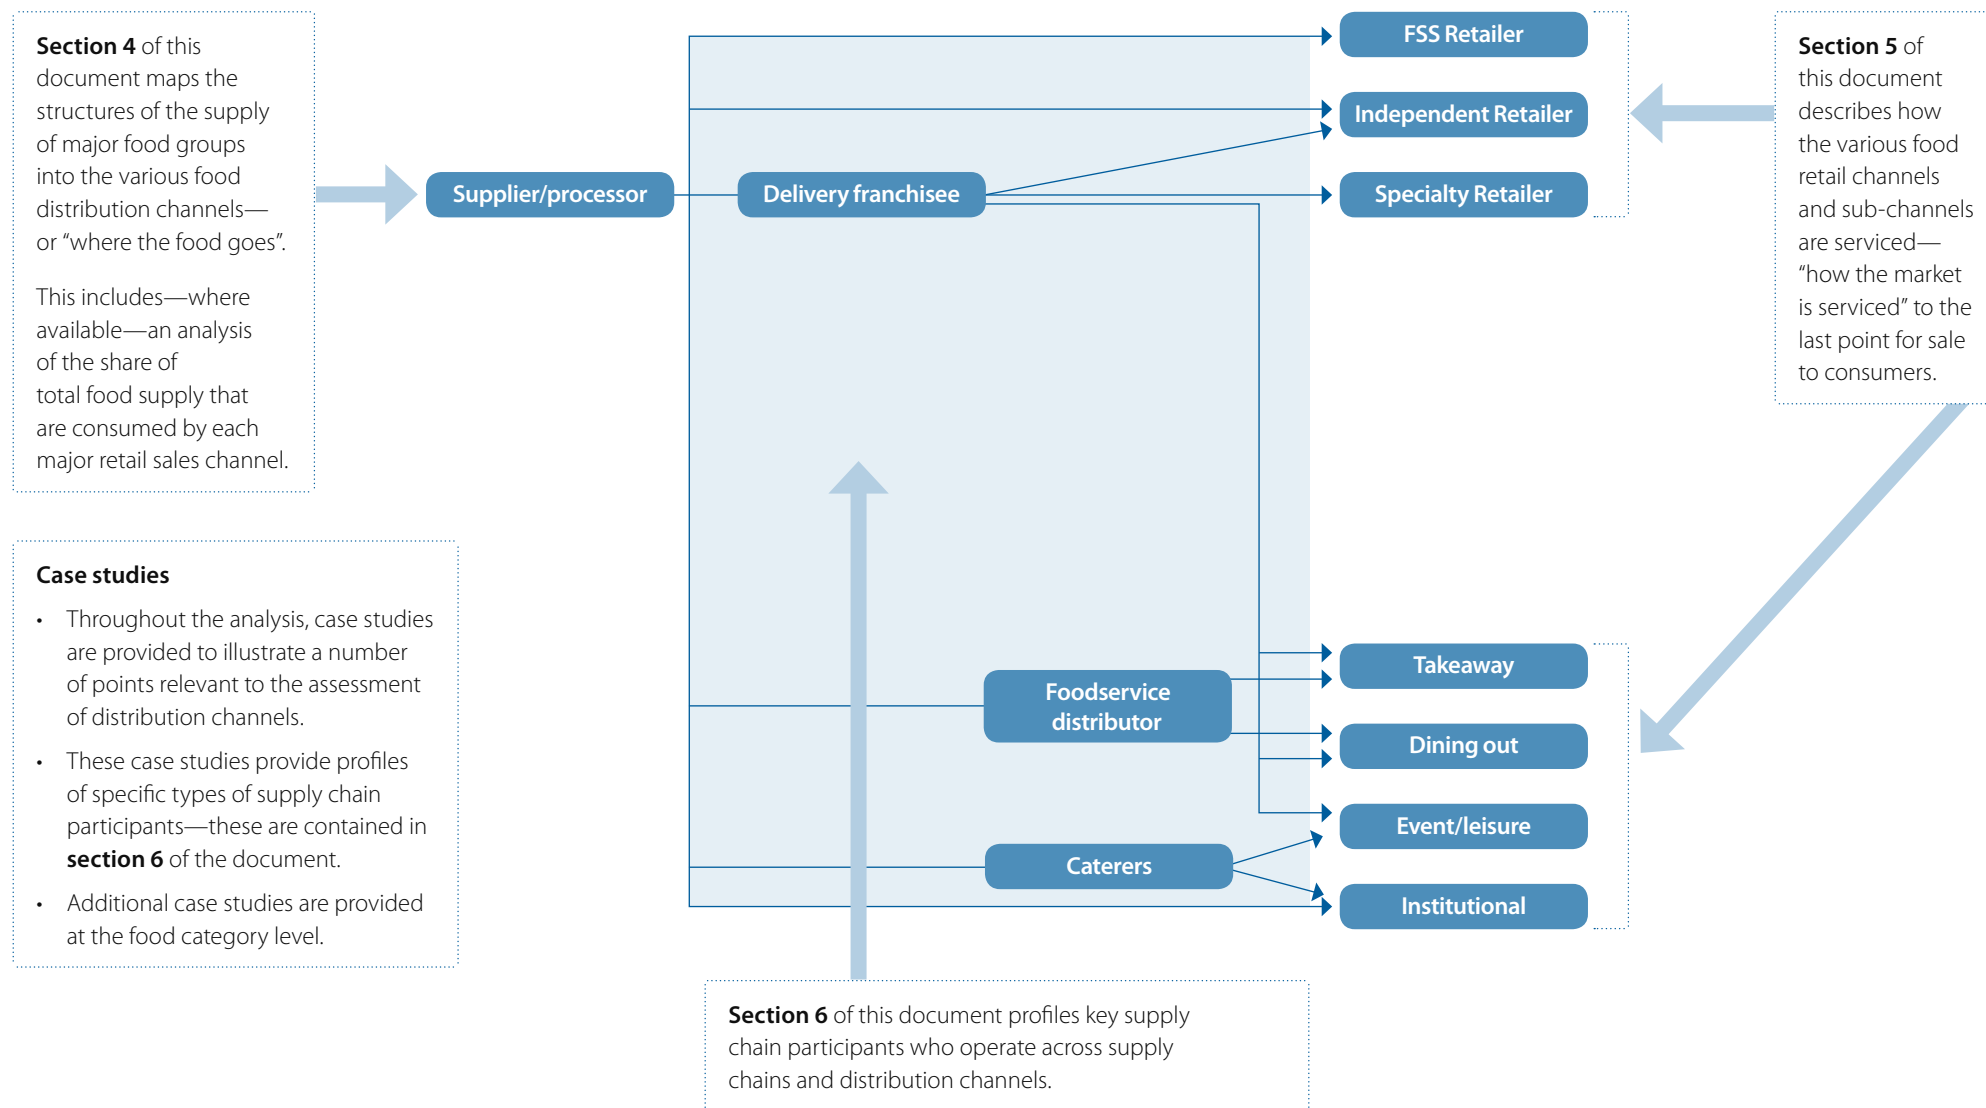 Section 4 of this
document maps the
structures of the supply
of major food groups
into the various food
distribution channels—
or “where the food goes”.
This includes—where
available—an analysis
of the share of
total food supply that
are consumed by each
major retail sales channel.
Case studies
• Throughout the analysis, case studies
are provided to illustrate a number
of points relevant to the assessment
of distribution channels.
• These case studies provide profiles
of specific types of supply chain
participants—these are contained in
section 6 of the document.
• Additional case studies are provided
at the food category level.
Supplier/processor
Delivery franchisee
Foodservice
distributor
Caterers
FSS Retailer
Independent Retailer
Specialty Retailer
Takeaway
Dining out
Event/leisure
Institutional
Section 5 of
this document
describes how
the various food
retail channels
and sub-channels
are serviced—
“how the market
is serviced” to the
last point for sale
to consumers.
Section 6 of this document profiles key supply
chain participants who operate across supply
chains and distribution channels.